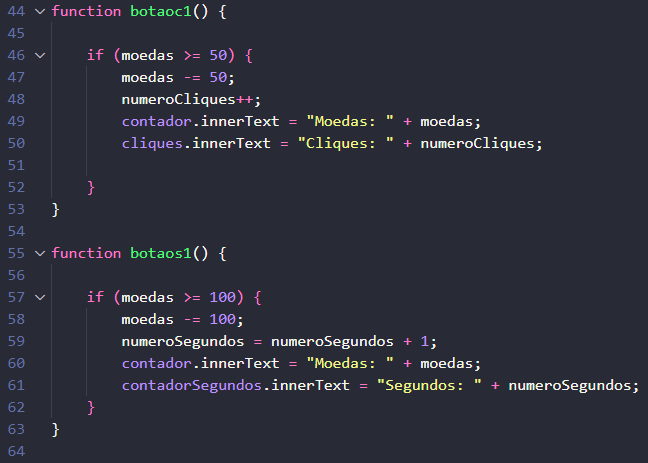 44 function botaoc1() {
45
46     if (moedas >= 50) {
47         moedas -= 50;
48         numeroCliques++;
49         contador.innerText = "Moedas: " + moedas;
50         cliques.innerText = "Cliques: " + numeroCliques;
51
52     }
53 }
54
55 function botaos1() {
56
57     if (moedas >= 100) {
58         moedas -= 100;
59         numeroSegundos = numeroSegundos + 1;
60         contador.innerText = "Moedas: " + moedas;
61         contadorSegundos.innerText = "Segundos: " + numeroSegundos;
62     }
63 }
64